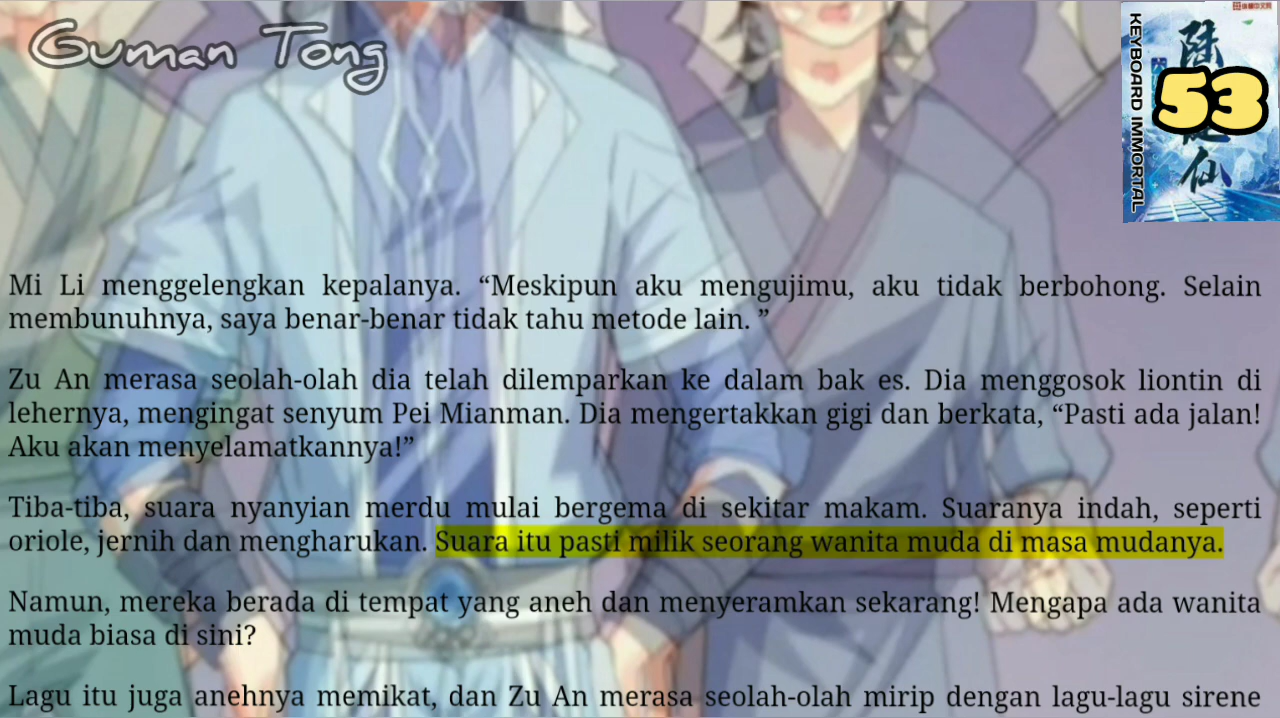 Guman Tong
KEYBOARD IMMORTAL
53
仙
Mi Li menggelengkan kepalanya. “Meskipun aku mengujimu, aku tidak berbohong. Selain
membunuhnya, saya benar-benar tidak tahu metode lain. ”
Zu An merasa seolah-olah dia telah dilemparkan ke dalam bak es. Dia menggosok liontin di
lehernya, mengingat senyum Pei Mianman. Dia mengertakkan gigi dan berkata, “Pasti ada jalan!
Aku akan menyelamatkannya!”
Tiba-tiba, suara nyanyian merdu mulai bergema di sekitar makam. Suaranya indah, seperti
oriole, jernih dan mengharukan. Suara itu pasti milik seorang wanita muda di masa mudanya.
Namun, mereka berada di tempat yang aneh dan menyeramkan sekarang! Mengapa ada wanita
muda biasa di sini?
Lagu itu juga anehnya memikat, dan Zu An merasa seolah-olah mirip dengan lagu-lagu sirene